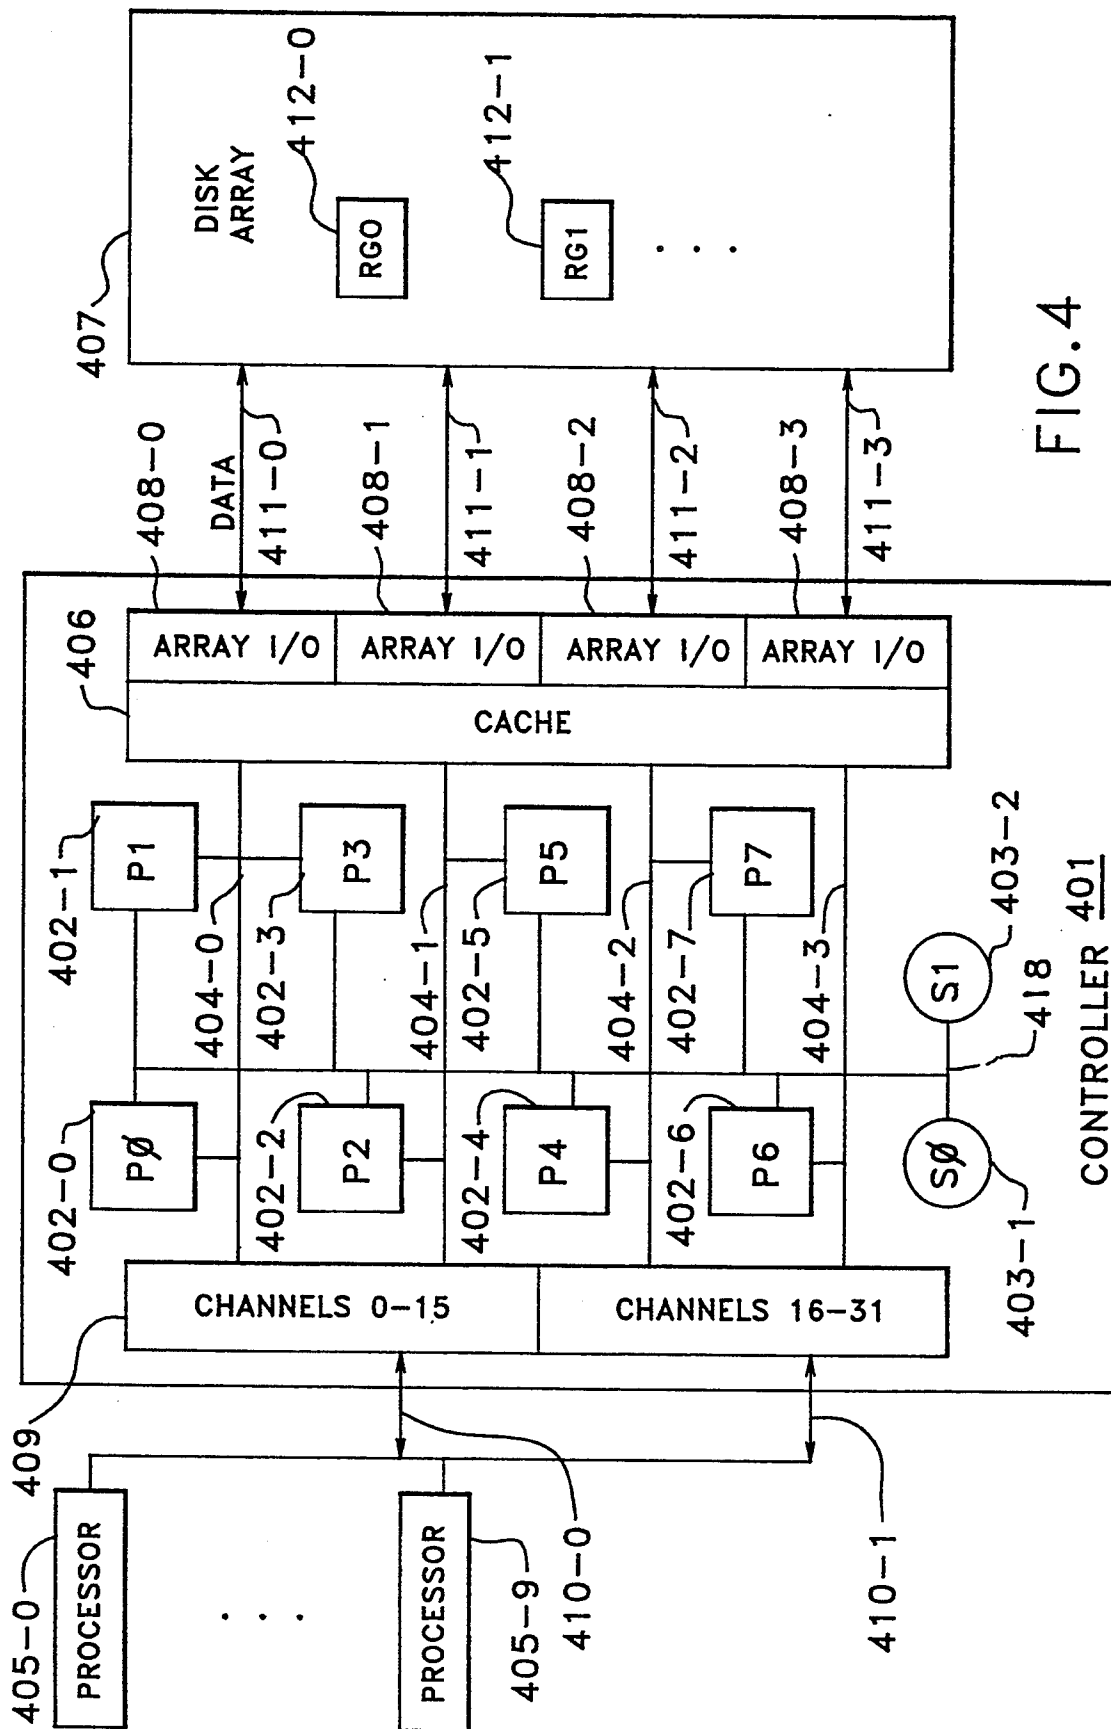 405-0
PROCESSOR
. . .
PROCESSOR
405-9
410-0
410-1
409
CHANNELS 0-15
CHANNELS 16-31
402-0
PØ
402-1
P1
404-0
402-2
P2
402-3
P3
404-1
402-4
P4
402-5
P5
404-2
402-6
P6
402-7
P7
404-3
SØ
403-1
S1
403-2
418
CONTROLLER 401
406
CACHE
ARRAY I/O
ARRAY I/O
ARRAY I/O
ARRAY I/O
408-0
DATA
411-0
408-1
411-1
408-2
411-2
408-3
411-3
407
DISK
ARRAY
RG0
412-0
RG1
412-1
. . .
FIG.4